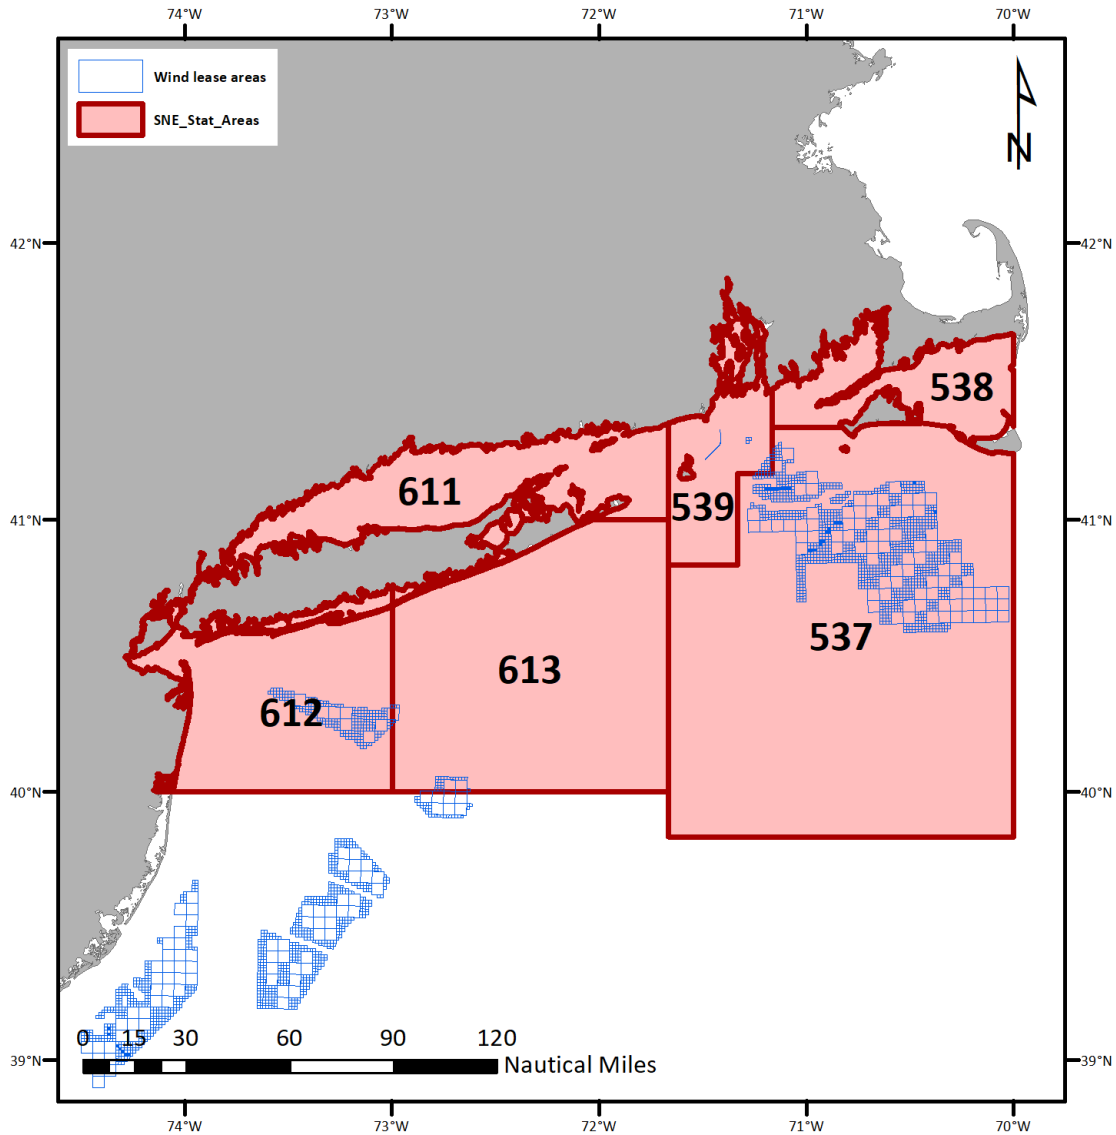 74°W 73°W 72°W 71°W 70°W
Wind lease areas
SNE_Stat_Areas
N
42°N 42°N
538
611
539
41°N 41°N
537
613
612
40°N 40°N
0 15 30 60 90 120
Nautical Miles
39°N 39°N
74°W 73°W 72°W 71°W 70°W